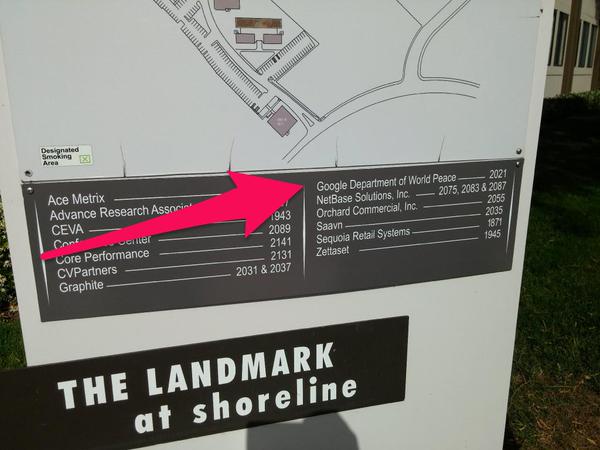 Designated
Smoking
Area
Ace Metrix
Advance Research Associat
CEVA 1943
Center 2089
Core Performance 2141
CVPartners 2131
Graphite 2031 & 2037
Google Department of World Peace 2021
NetBase Solutions, Inc. 2075, 2083 & 2087
Orchard Commercial, Inc. 2055
Saavn 2035
Sequoia Retail Systems 1871
Zettaset 1945
THE LANDMARK
at shoreline